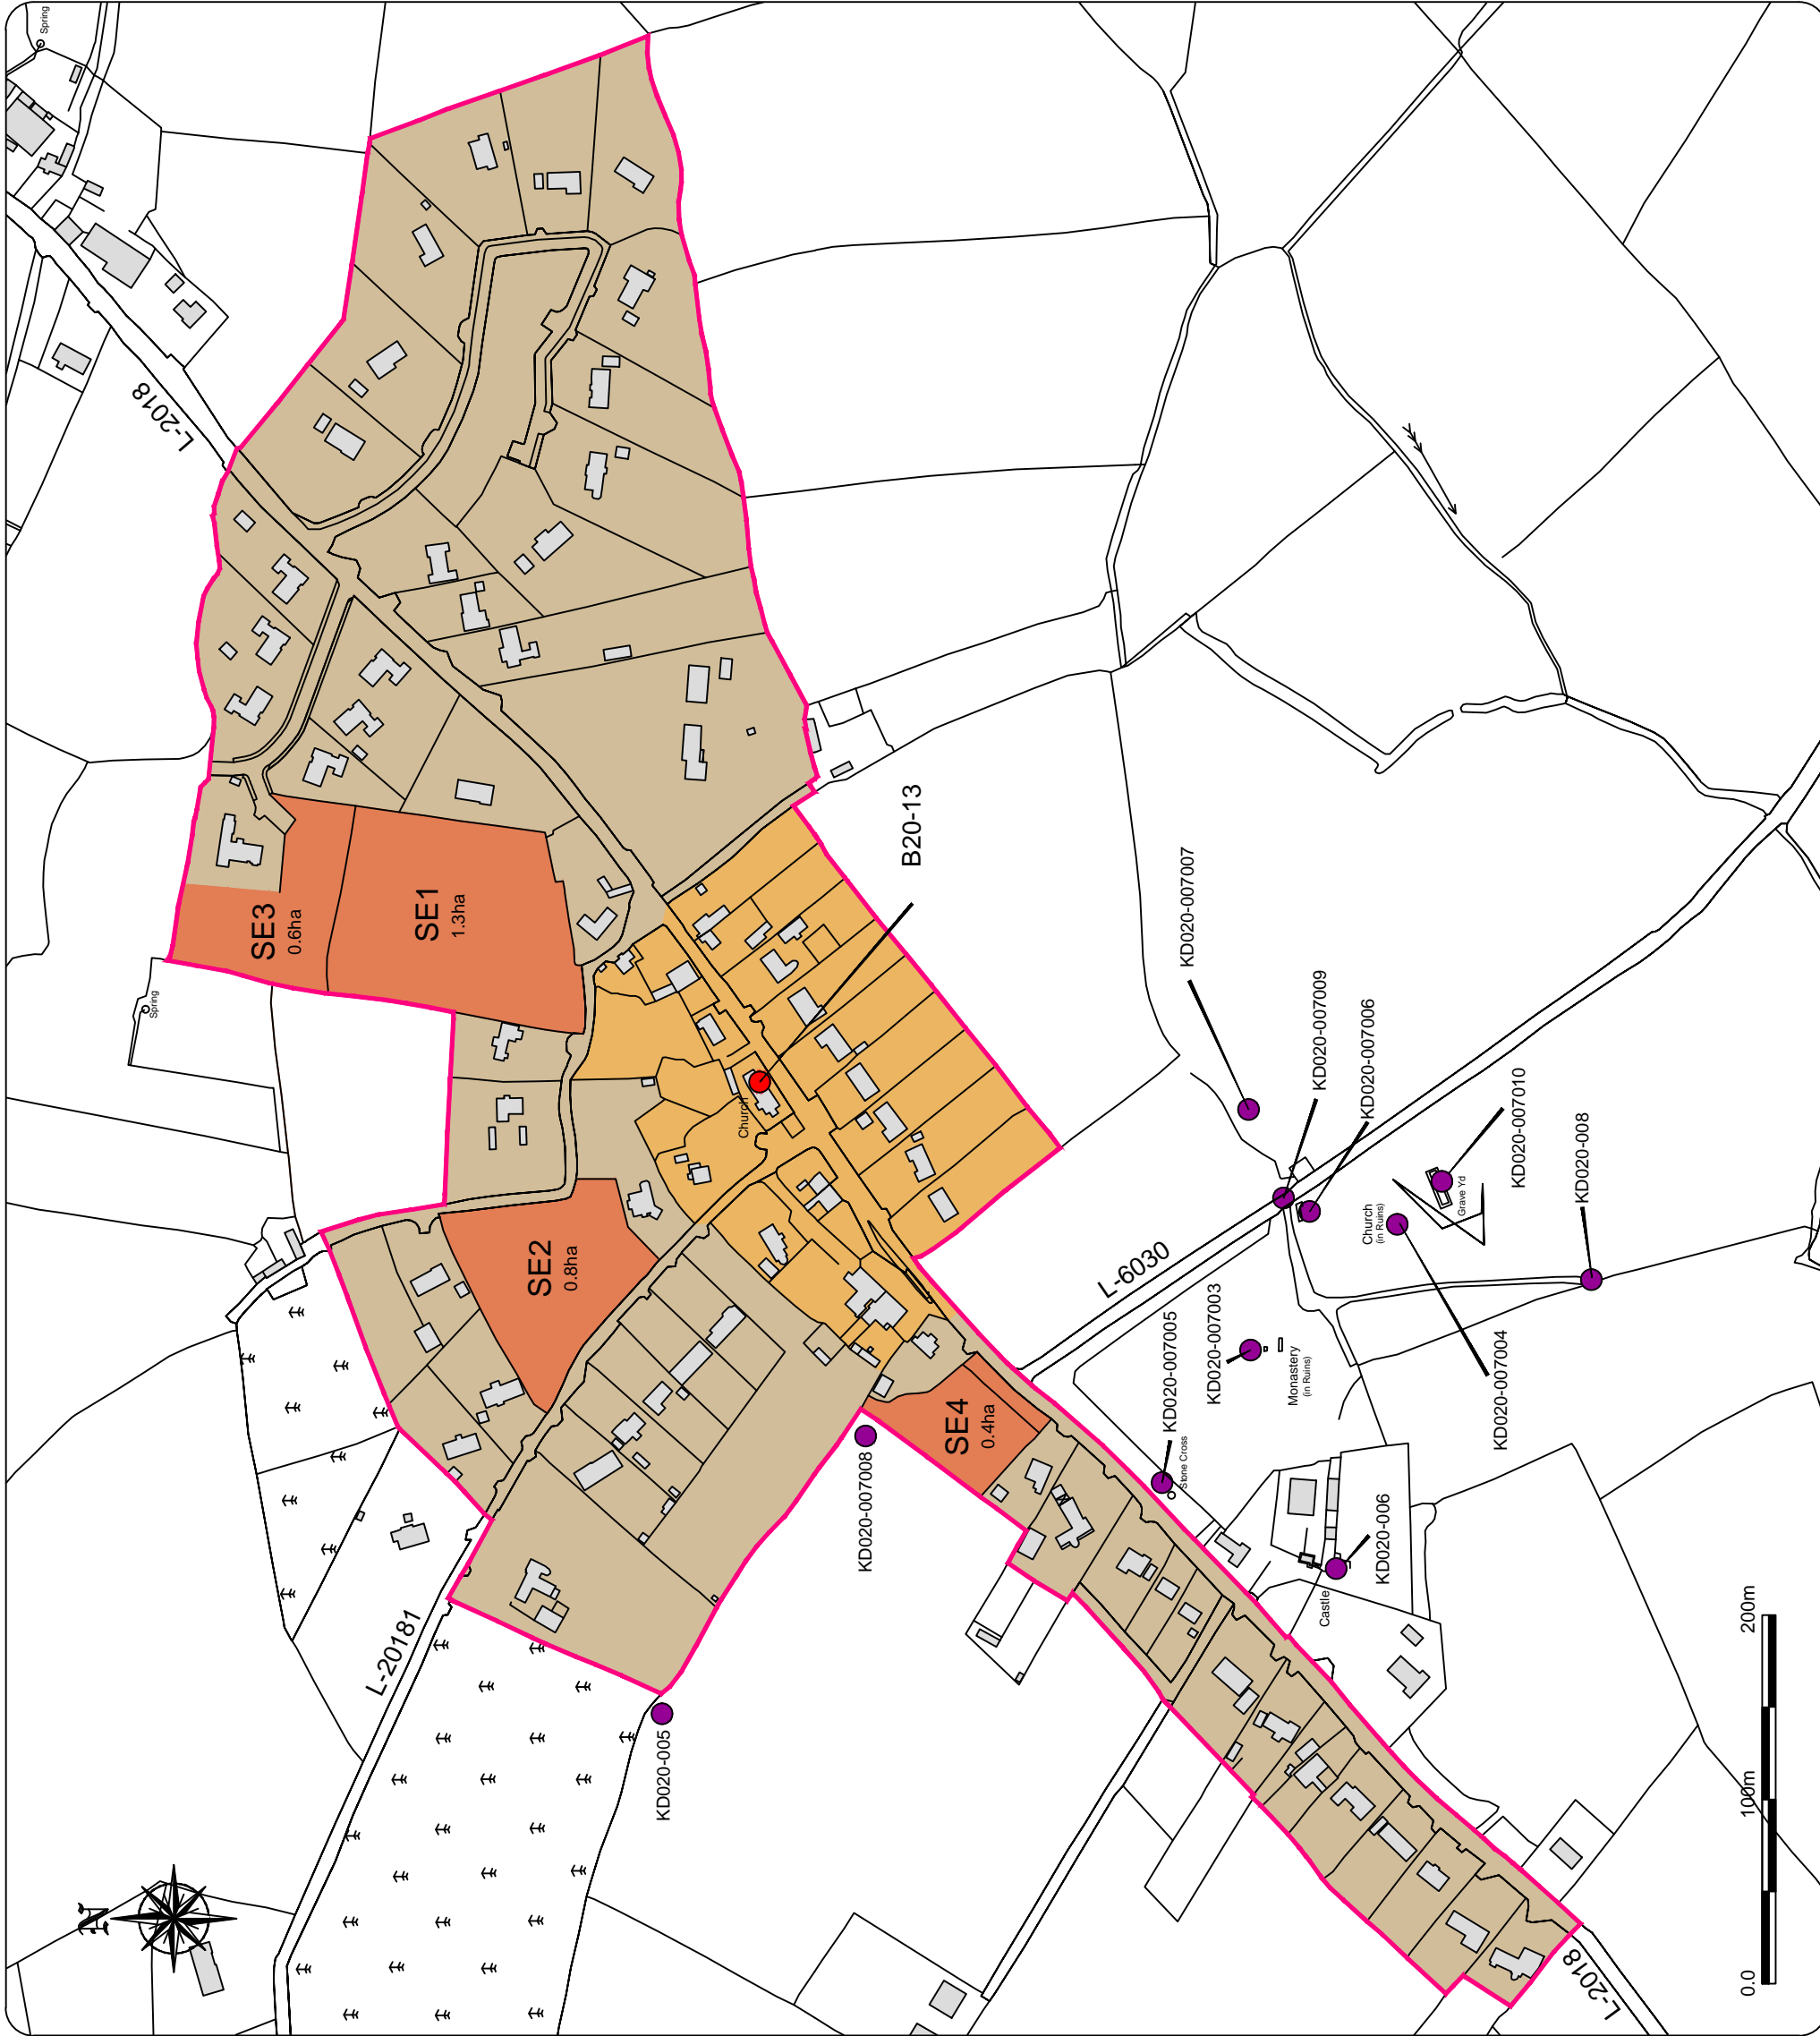 Spring
L-2018
SE3
0.6ha
SE1
1.3ha
Spring
B20-13
Church
SE2
0.8ha
KD020-007007
KD020-007009
KD020-007006
KD020-007010
Grave Yd
KD020-008
Church
(in Ruins)
L-6030
KD020-007003
Monastery
(in Ruins)
KD020-007004
KD020-007005
Stone Cross
SE4
0.4ha
KD020-007008
KD020-006
Castle
L-20181
KD020-005
N
L-2018
0.0
100m
200m